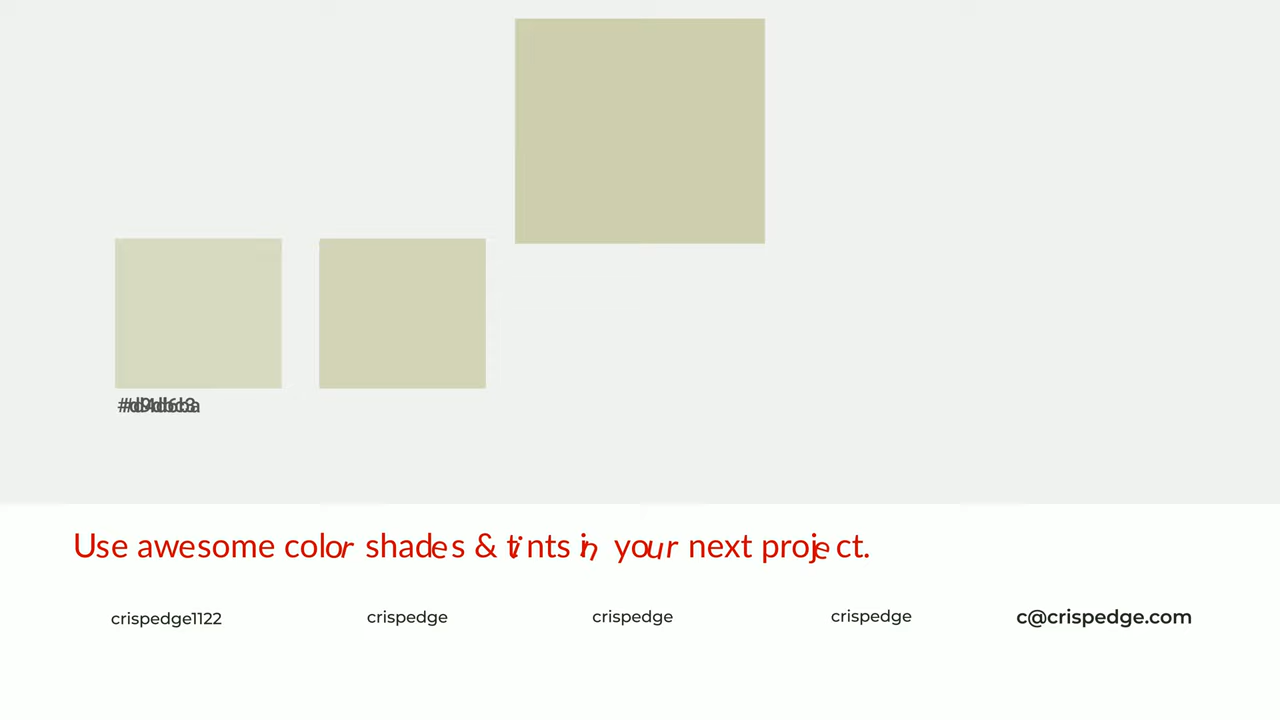 Use awesome color shades & tints in your next project.
crispedge1122 crispedge crispedge crispedge c@crispedge.com